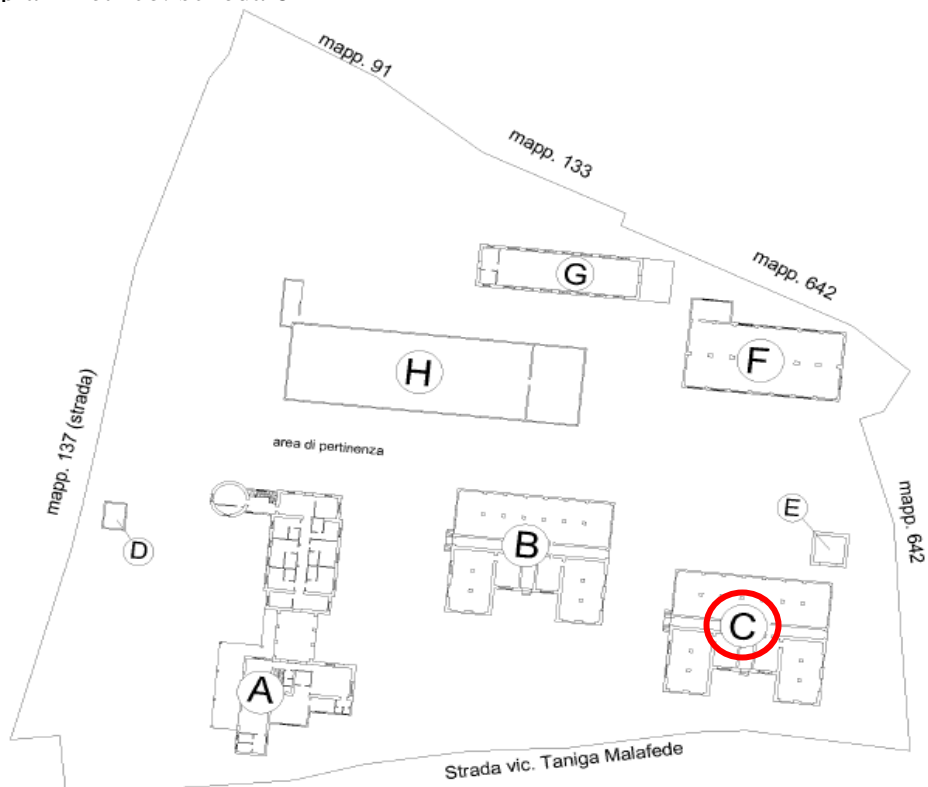 mapp. 91
mapp. 133
mapp. 642
G
F
H
mapp. 137 (strada)
area di pertinenza
mapp. 642
E
D
B
C
A
Strada vic. Taniga Malafede